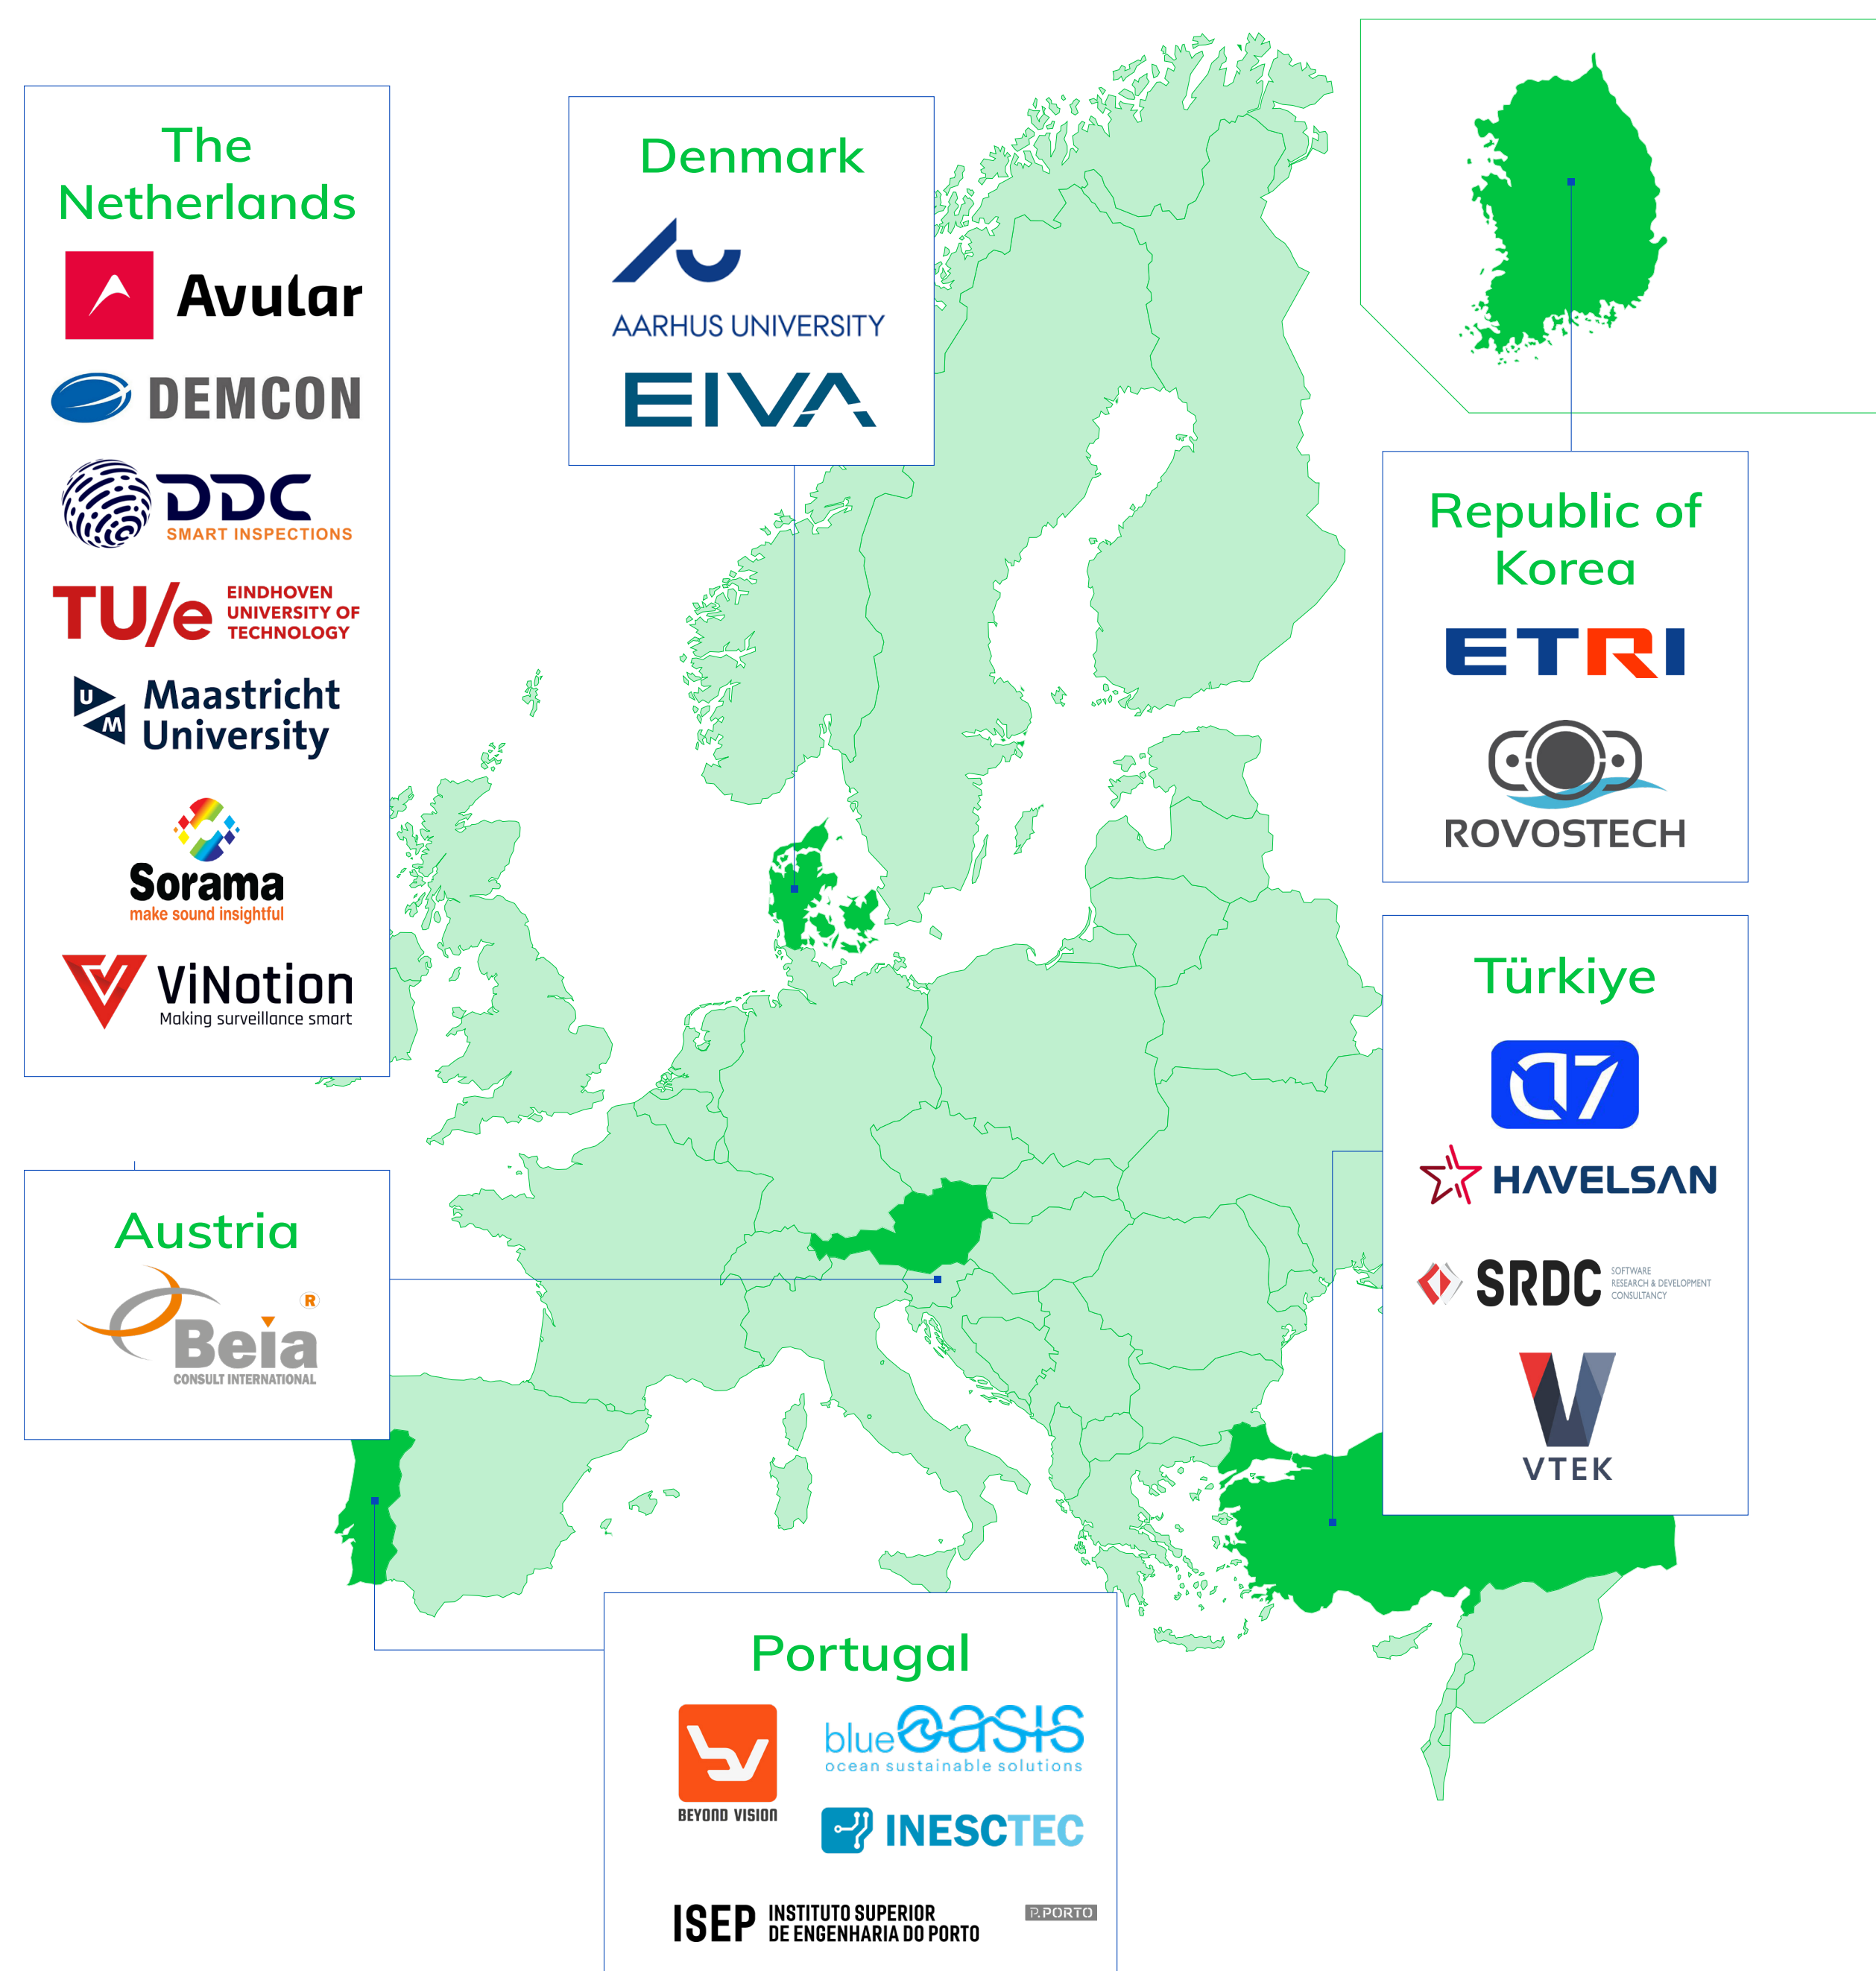 The
Netherlands
Avular
DEMCON
DDC
SMART INSPECTIONS
TU/e
EINDHOVEN
UNIVERSITY OF
TECHNOLOGY
U
M
Maastricht
University
Sorama
make sound insightful
ViNotion
Making surveillance smart
Denmark
AARHUS UNIVERSITY
EIVA
Republic of
Korea
ETRI
ROVOSTECH
Türkiye
D7
HAVELSAN
SRDC
SOFTWARE
RESEARCH & DEVELOPMENT
CONSULTANCY
VTEK
Austria
Beia
®
CONSULT INTERNATIONAL
Portugal
BEYOND VISION
blue oasis
ocean sustainable solutions
INESCTEC
ISEP
INSTITUTO SUPERIOR
DE ENGENHARIA DO PORTO
P.PORTO